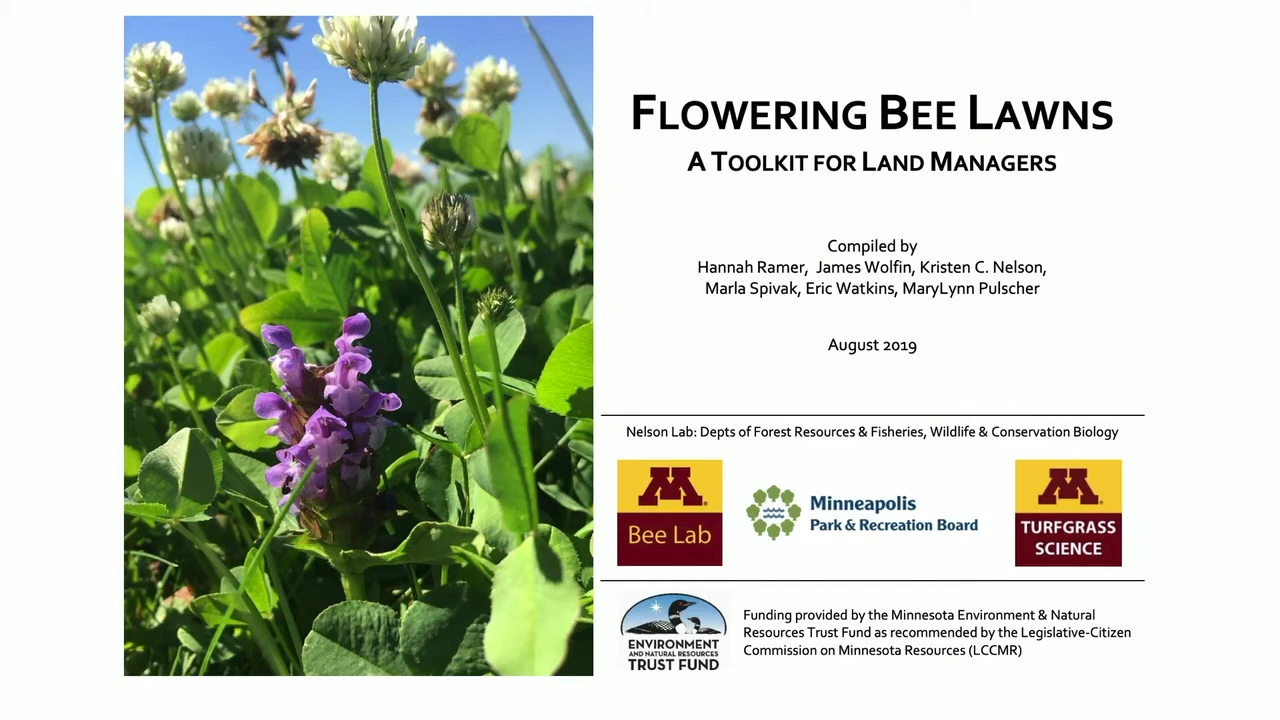 FLOWERING BEE LAWNS
A TOOLKIT FOR LAND MANAGERS
Compiled by
Hannah Ramer, James Wolfin, Kristen C. Nelson,
Marla Spivak, Eric Watkins, MaryLynn Pulscher
August 2019
Nelson Lab: Depts of Forest Resources & Fisheries, Wildlife & Conservation Biology
M
Bee Lab
Minneapolis
Park & Recreation Board
M
TURFGRASS
SCIENCE
ENVIRONMENT
AND NATURAL RESOURCES
TRUST FUND
Funding provided by the Minnesota Environment & Natural
Resources Trust Fund as recommended by the Legislative-Citizen
Commission on Minnesota Resources (LCCMR)